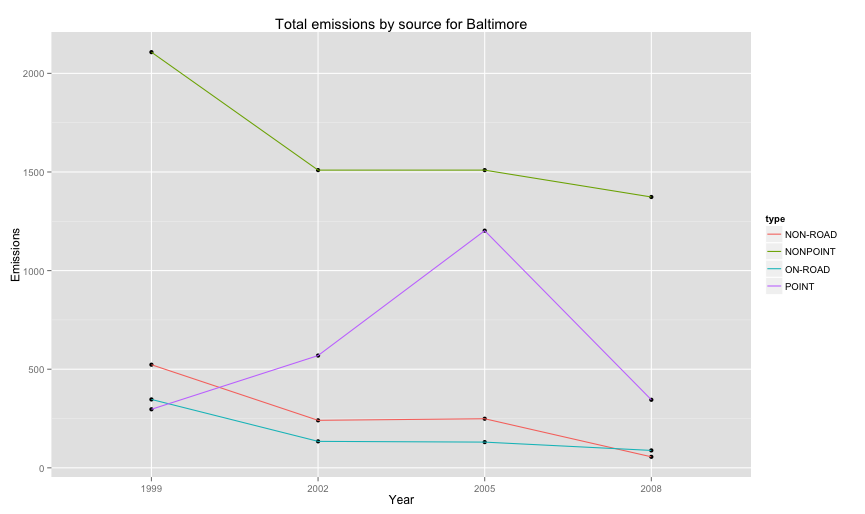 Total emissions by source for Baltimore
Emissions
2000
1500
1000
500
0
1999 2002 2005 2008
Year
type
NON-ROAD
NONPOINT
ON-ROAD
POINT